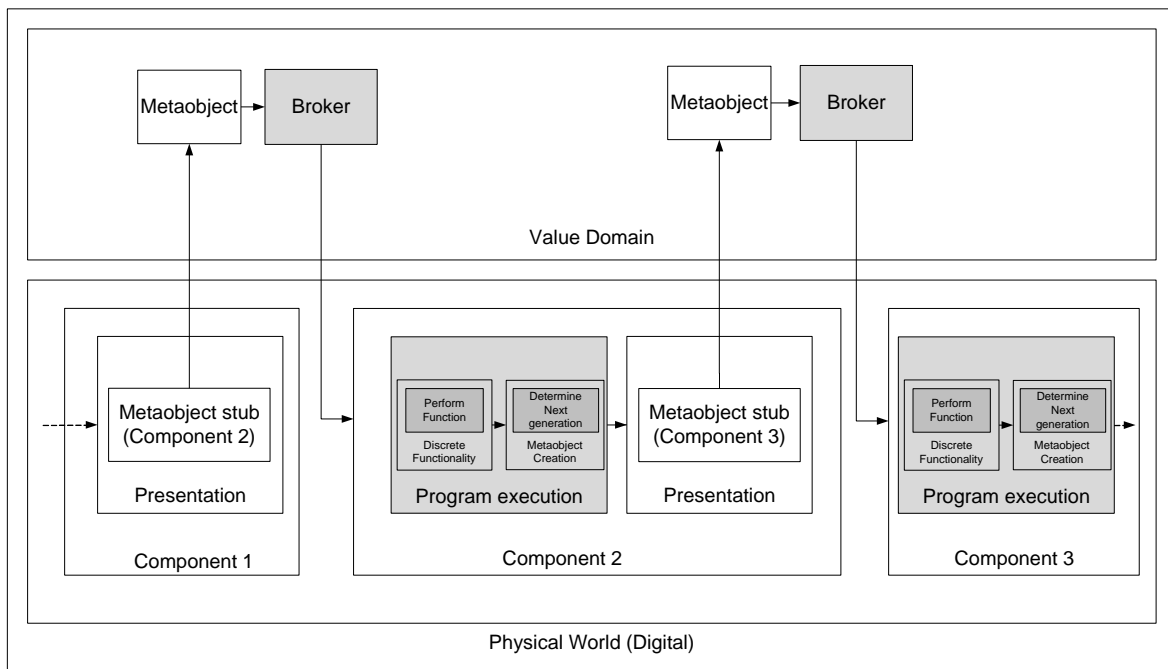 Metaobject
Broker
Metaobject
Broker
Value Domain
Metaobject stub
(Component 2)
Presentation
Component 1
Perform
Function
Discrete
Functionality
Determine
Next
generation
Metaobject
Creation
Program execution
Metaobject stub
(Component 3)
Presentation
Component 2
Perform
Function
Discrete
Functionality
Determine
Next
generation
Metaobject
Creation
Program execution
Component 3
Physical World (Digital)